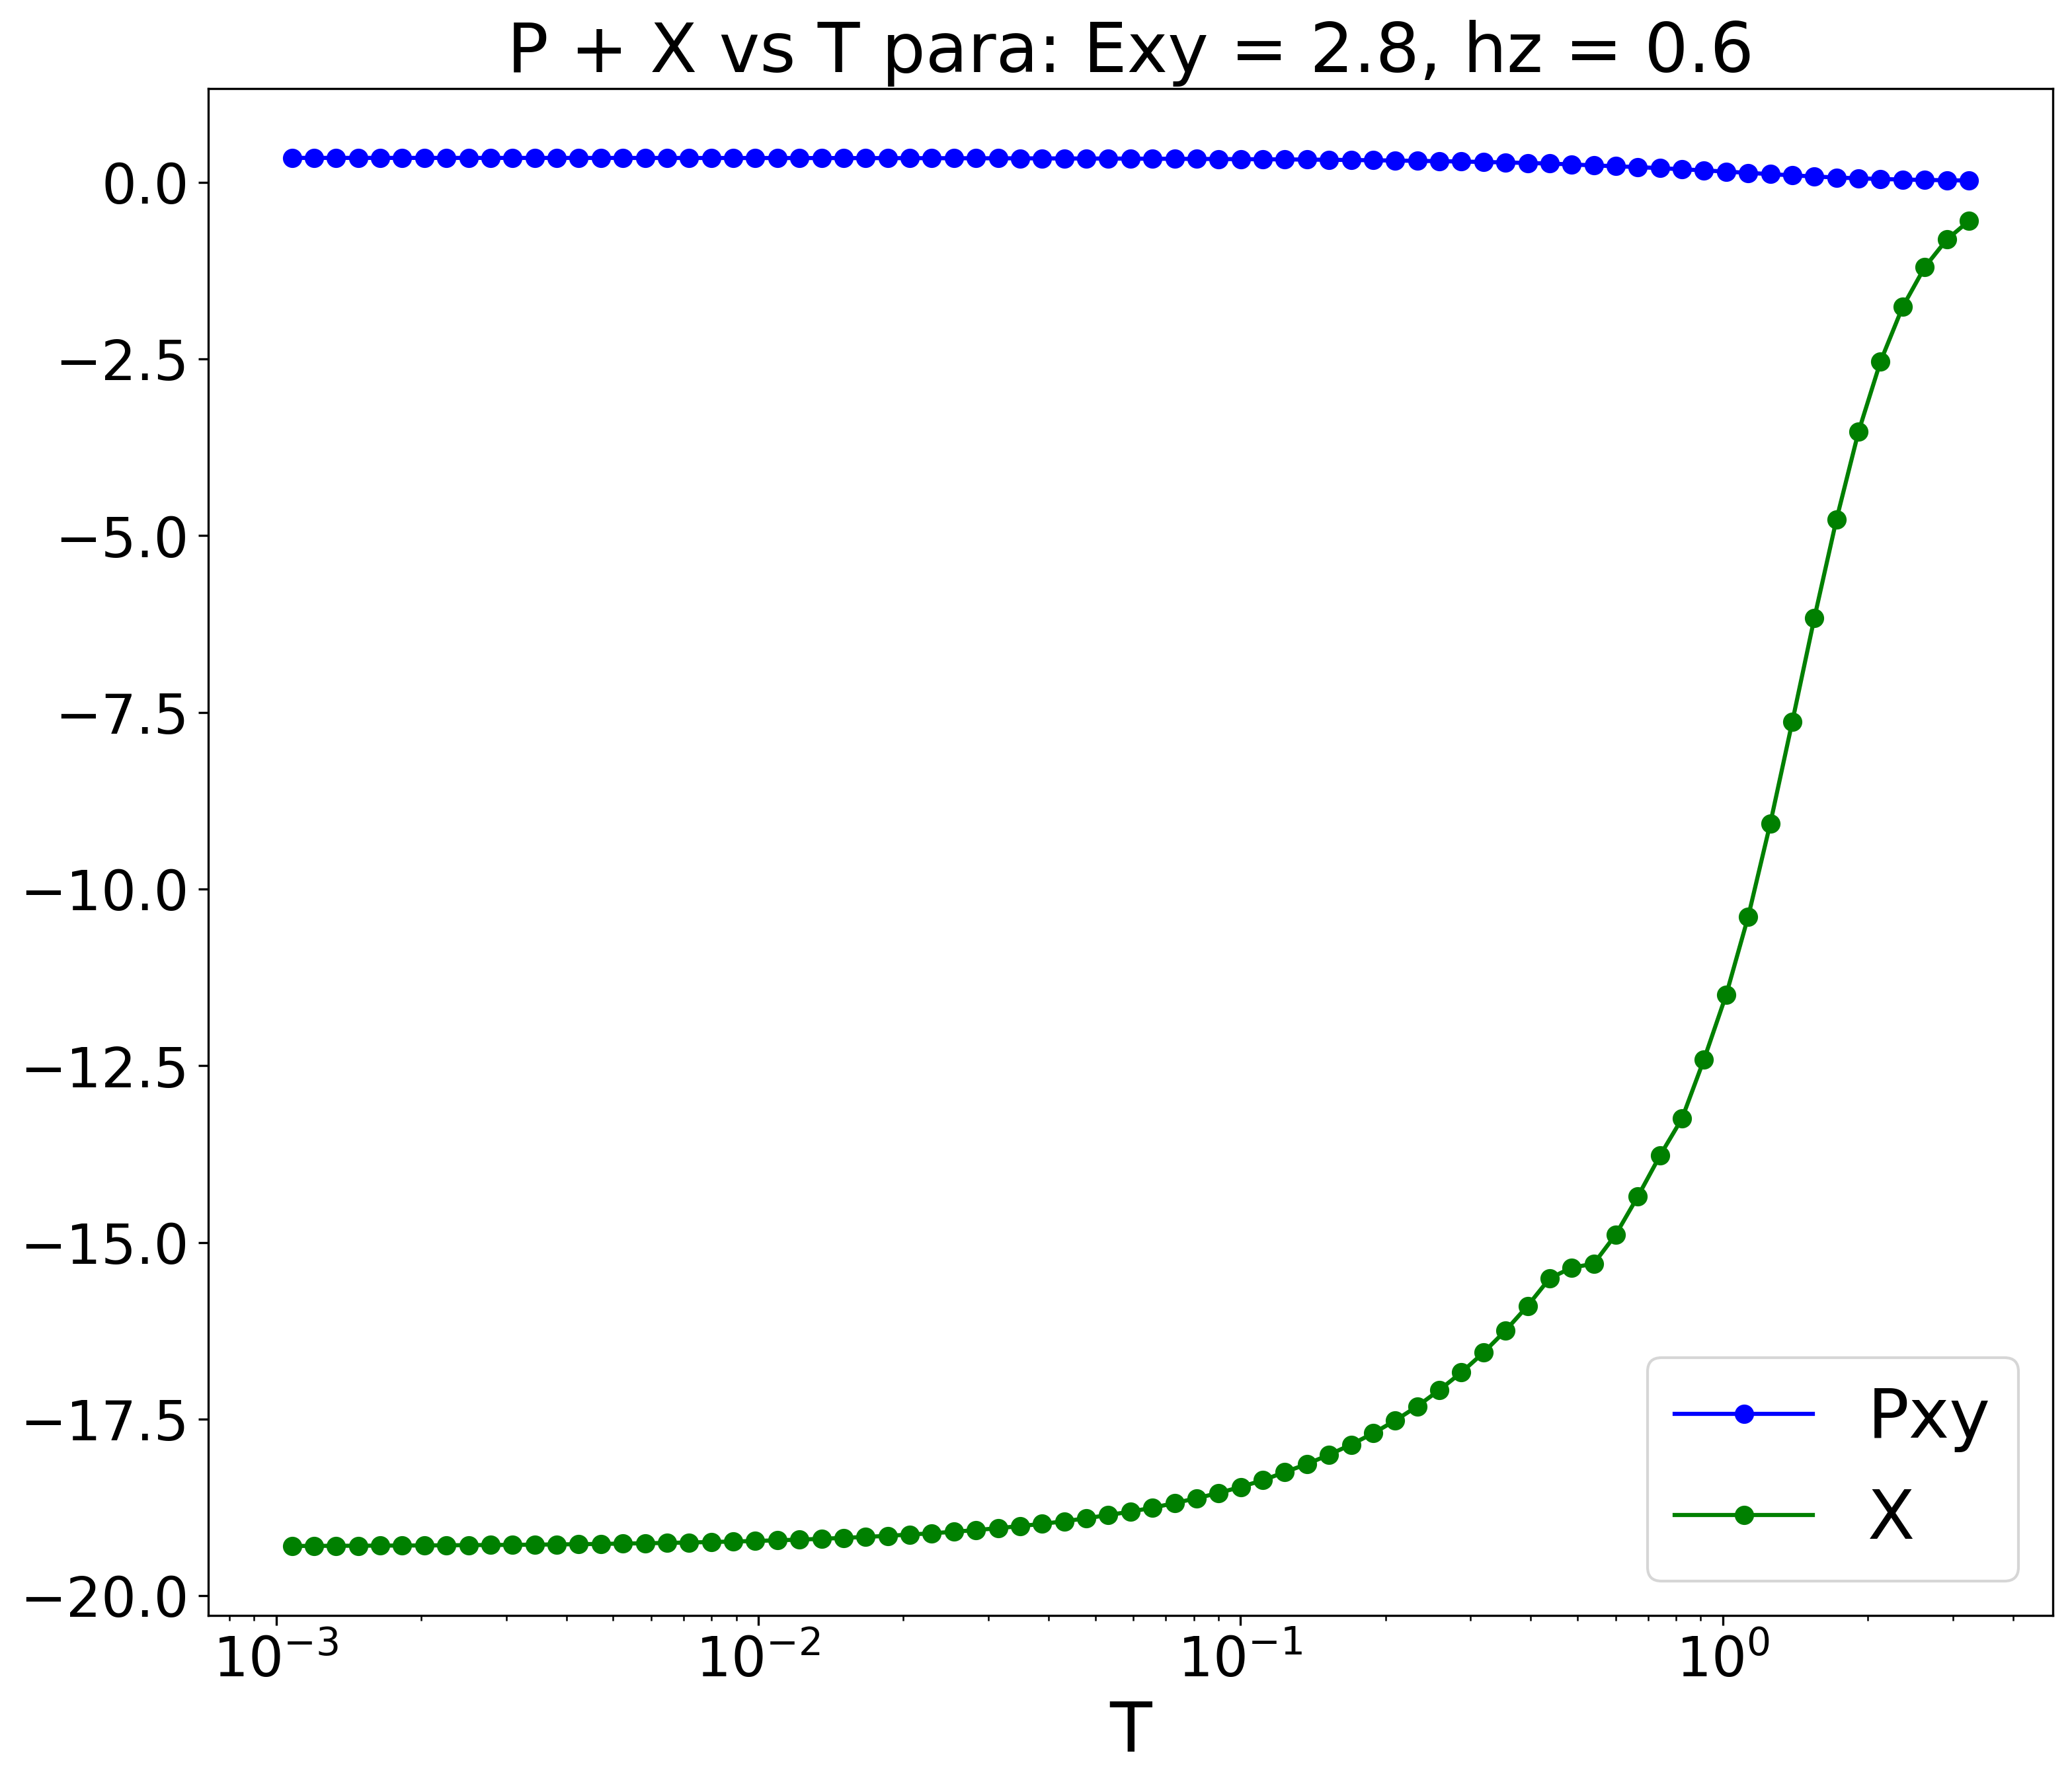 P + X vs T para: Exy = 2.8, hz = 0.6
0.0
−2.5
−5.0
−7.5
−10.0
−12.5
−15.0
−17.5
−20.0
Pxy
X
10⁻³ 10⁻² 10⁻¹ 10⁰
T